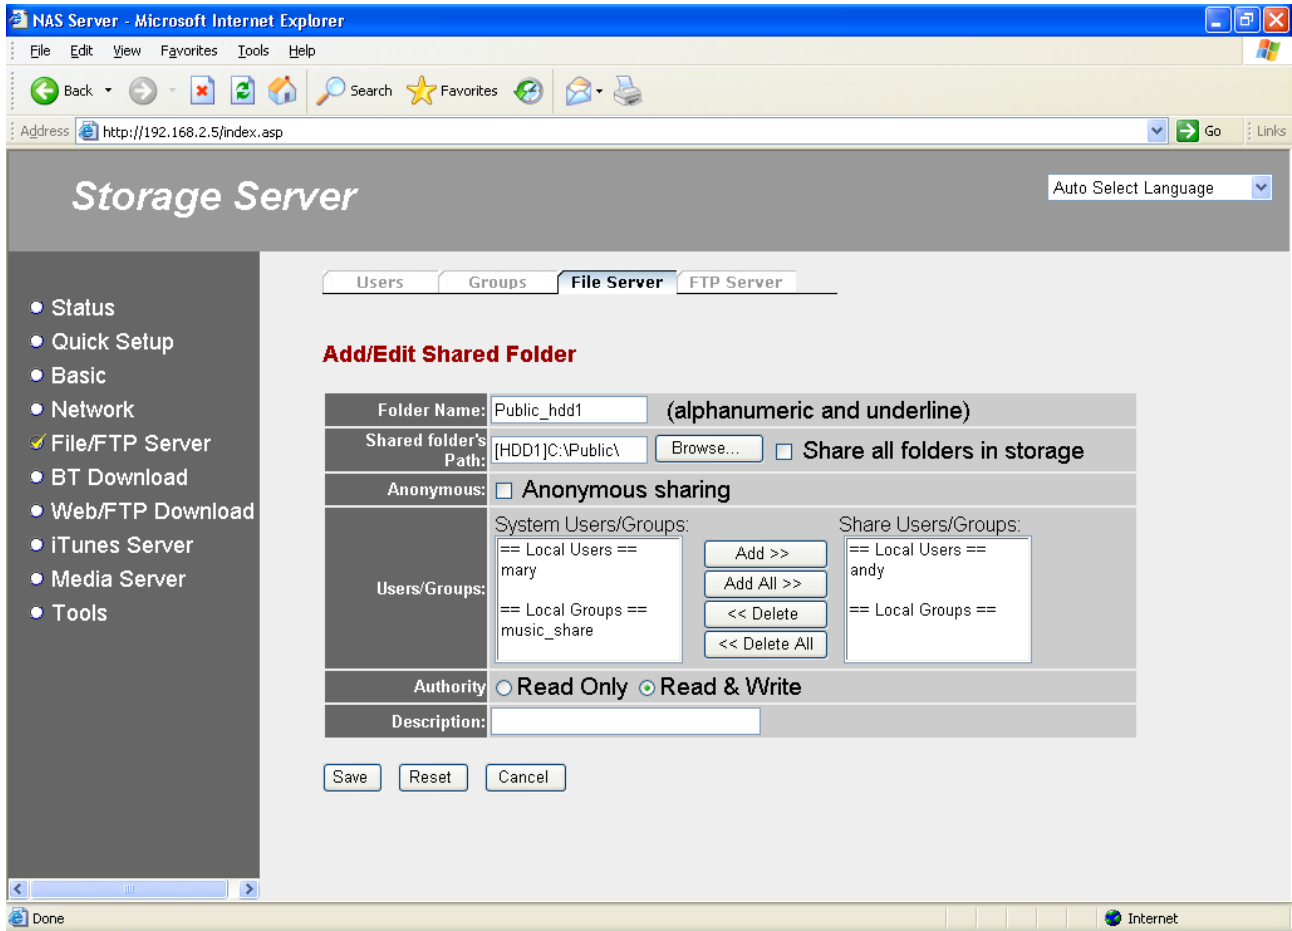 NAS Server - Microsoft Internet Explorer
File Edit View Favorites Tools Help
Back Search Favorites
Address http://192.168.2.5/index.asp Go Links
Storage Server
Auto Select Language
Users Groups File Server FTP Server
Status
Quick Setup
Basic
Network
File/FTP Server
BT Download
Web/FTP Download
iTunes Server
Media Server
Tools
Add/Edit Shared Folder
Folder Name: Public_hdd1 (alphanumeric and underline)
Shared folder's
Path: [HDD1]C:\Public\ Browse... Share all folders in storage
Anonymous: Anonymous sharing
Users/Groups:
System Users/Groups:
== Local Users ==
mary
== Local Groups ==
music_share
Add >>
Add All >>
<< Delete
<< Delete All
Share Users/Groups:
== Local Users ==
andy
== Local Groups ==
Authority Read Only Read & Write
Description:
Save Reset Cancel
Done Internet